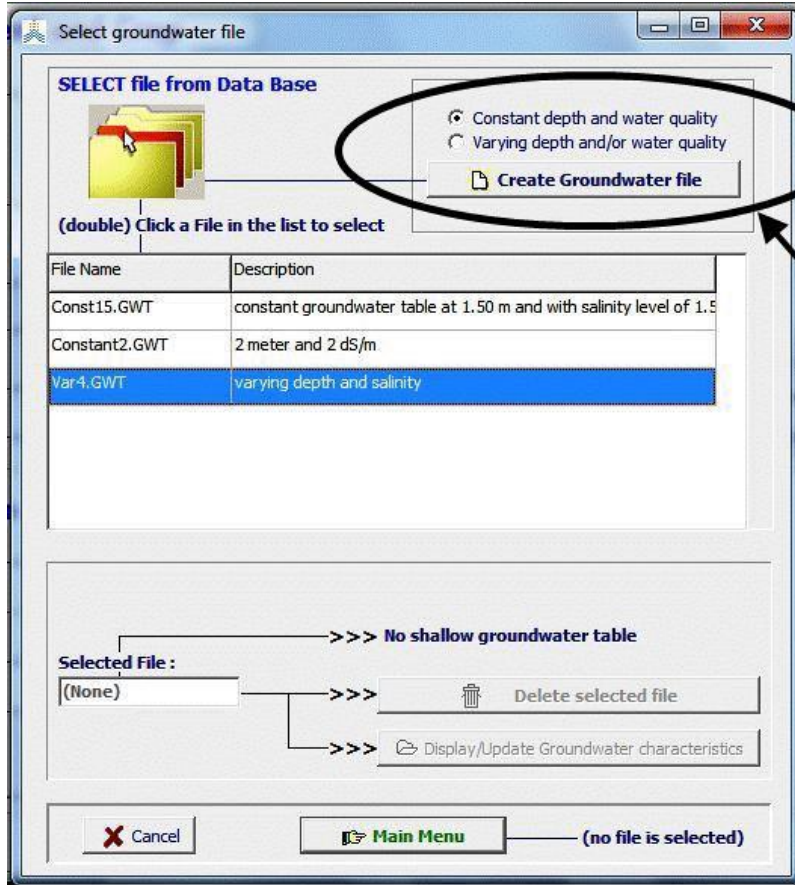 Select groundwater file
SELECT file from Data Base
Constant depth and water quality
Varying depth and/or water quality
Create Groundwater file
(double) Click a File in the list to select
File Name Description
Const15.GWT constant groundwater table at 1.50 m and with salinity level of 1.5
Constant2.GWT 2 meter and 2 dS/m
Var4.GWT varying depth and salinity
>>> No shallow groundwater table
Selected File :
(None) >>> Delete selected file
>>> Display/Update Groundwater characteristics
Cancel Main Menu (no file is selected)